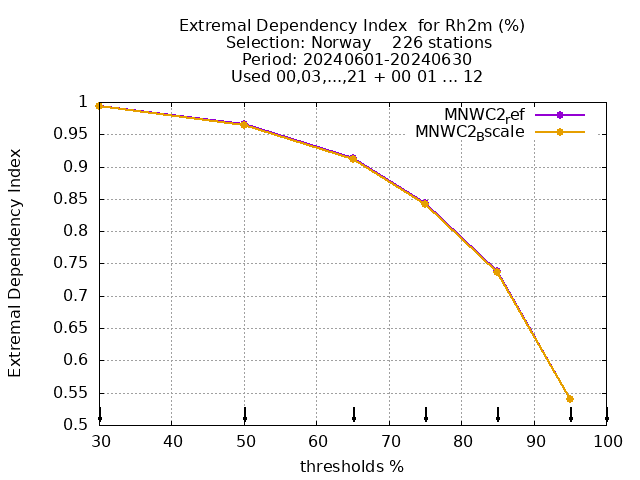 Extremal Dependency Index  for Rh2m (%)
Selection: Norway    226 stations
Period: 20240601-20240630
Used 00,03,...,21 + 00 01 ... 12
MNWC2ref
MNWC2Bscale
Extremal Dependency Index
1
0.95
0.9
0.85
0.8
0.75
0.7
0.65
0.6
0.55
0.5
30 40 50 60 70 80 90 100
thresholds %